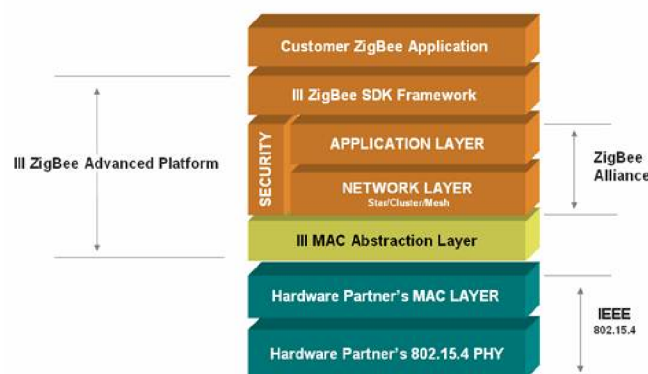 Customer ZigBee Application
III ZigBee SDK Framework
SECURITY
APPLICATION LAYER
NETWORK LAYER
Star/Cluster/Mesh
III MAC Abstraction Layer
Hardware Partner's MAC LAYER
Hardware Partner's 802.15.4 PHY
III ZigBee Advanced Platform
ZigBee
Alliance
IEEE
802.15.4